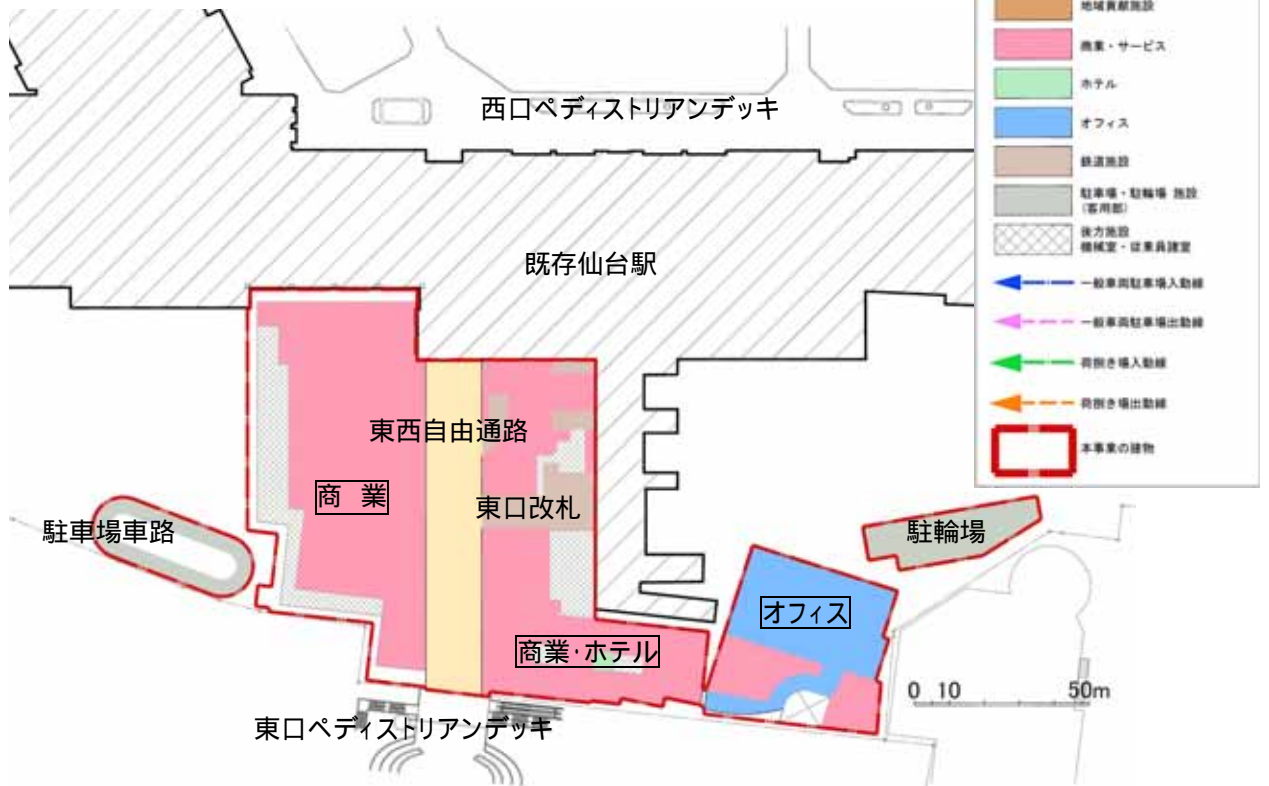 地域貢献施設
商業・サービス
ホテル
オフィス
鉄道施設
駐車場・駐輪場 施設
(客用部)
後方施設
機械室・従業員諸室
一般車両駐車場入動線
一般車両駐車場出動線
荷捌き場入動線
荷捌き場出動線
本事業の建物
西口ペディストリアンデッキ
既存仙台駅
東西自由通路
商 業
東口改札
駐車場車路
駐輪場
オフィス
商業・ホテル
0 10 50m
東口ペディストリアンデッキ